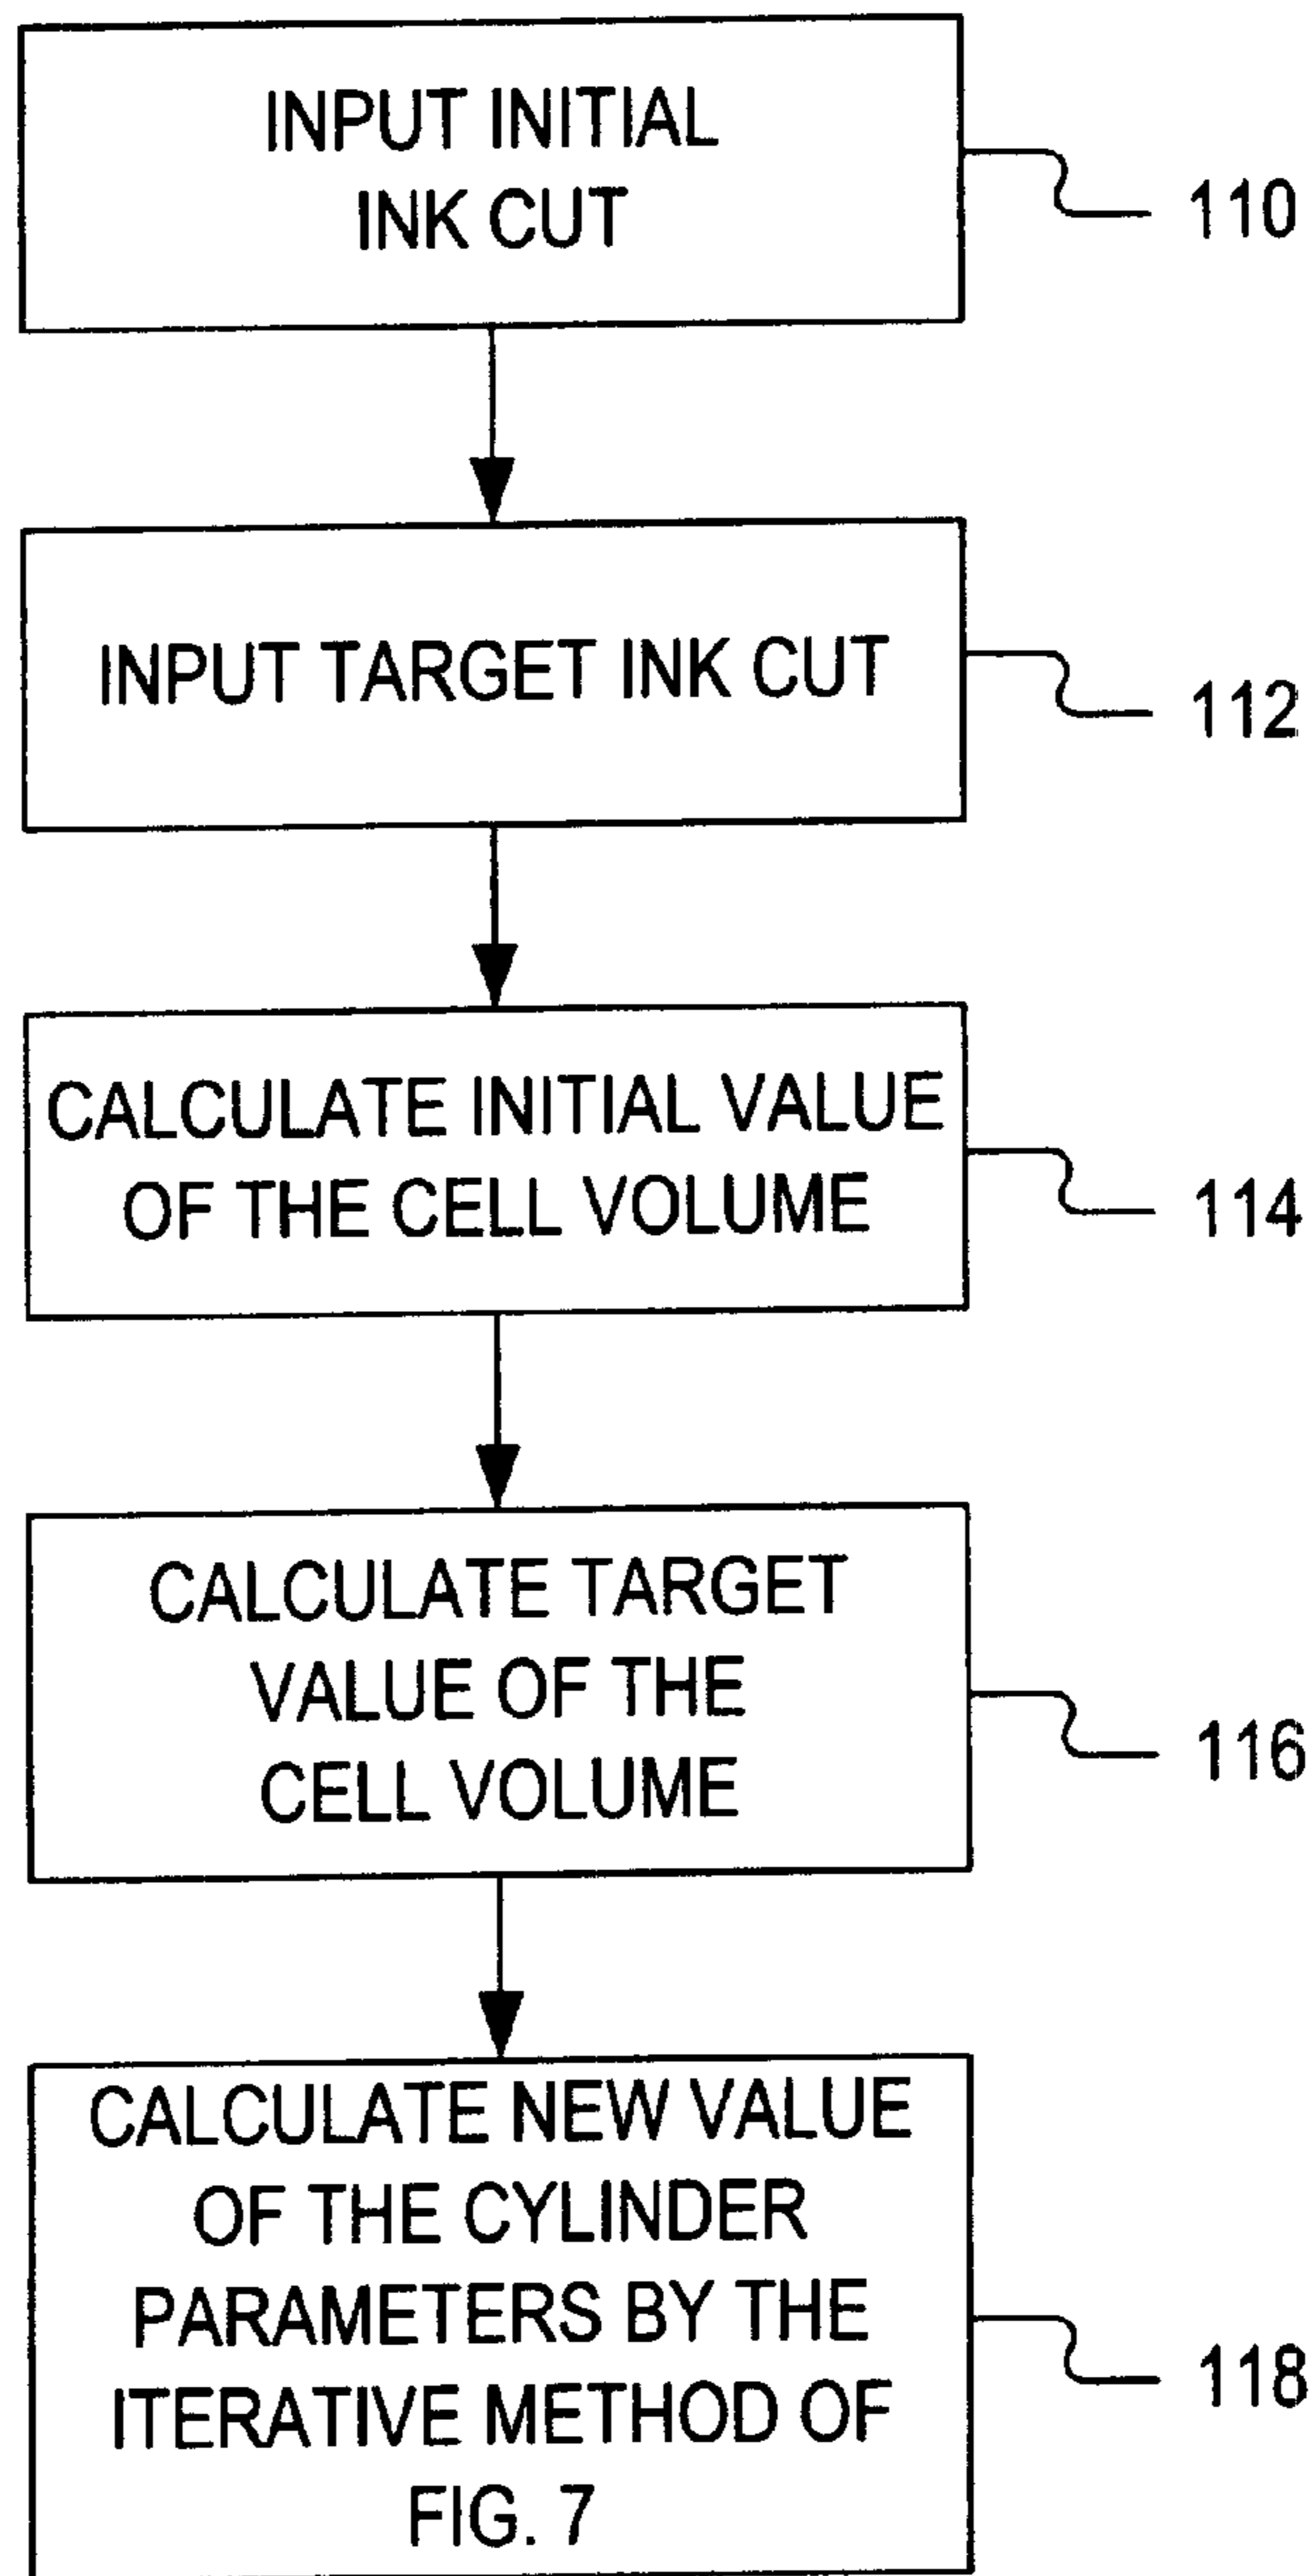 INPUT INITIAL
INK CUT
110
INPUT TARGET INK CUT
112
CALCULATE INITIAL VALUE
OF THE CELL VOLUME
114
CALCULATE TARGET
VALUE OF THE
CELL VOLUME
116
CALCULATE NEW VALUE
OF THE CYLINDER
PARAMETERS BY THE
ITERATIVE METHOD OF
FIG. 7
118